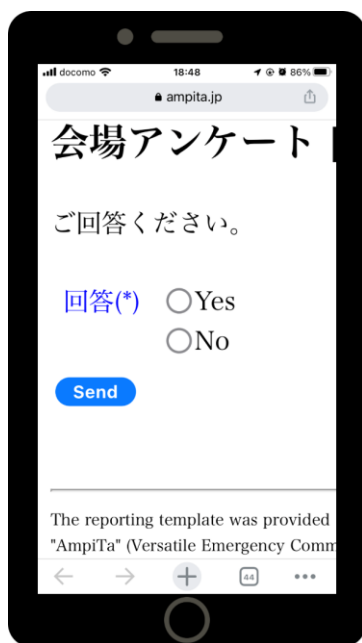 docomo 18:48 86%
ampita.jp
会場アンケート
ご回答ください。
回答(*) Yes
No
Send
The reporting template was provided
"AmpiTa" (Versatile Emergency Comm
44